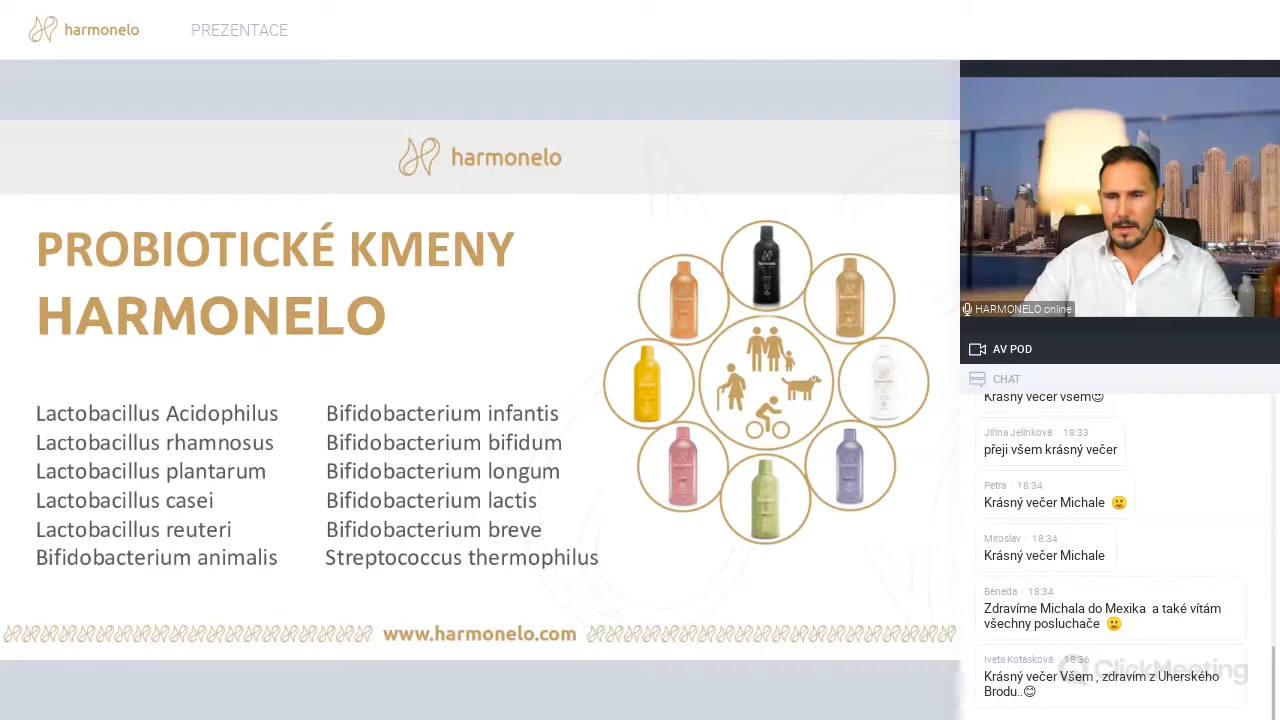 harmonelo
PREZENTACE
harmonelo
PROBIOTICKÉ KMENY
HARMONELO
Lactobacillus Acidophilus
Lactobacillus rhamnosus
Lactobacillus plantarum
Lactobacillus casei
Lactobacillus reuteri
Bifidobacterium animalis
Bifidobacterium infantis
Bifidobacterium bifidum
Bifidobacterium longum
Bifidobacterium lactis
Bifidobacterium breve
Streptococcus thermophilus
www.harmonelo.com
HARMONELO online
AV POD
CHAT
Krásný večer všem😊
Jiřina Jelínková 18:33
přeji všem krásný večer
Petra 18:34
Krásný večer Michale 🙂
Miroslav 18:34
Krásný večer Michale
Beneda 18:34
Zdravíme Michala do Mexika a také vítám
všechny posluchače 🙂
Iveta Kotásková 18:36
ClickMeeting
Krásný večer Všem , zdravím z Uherského
Brodu..😊